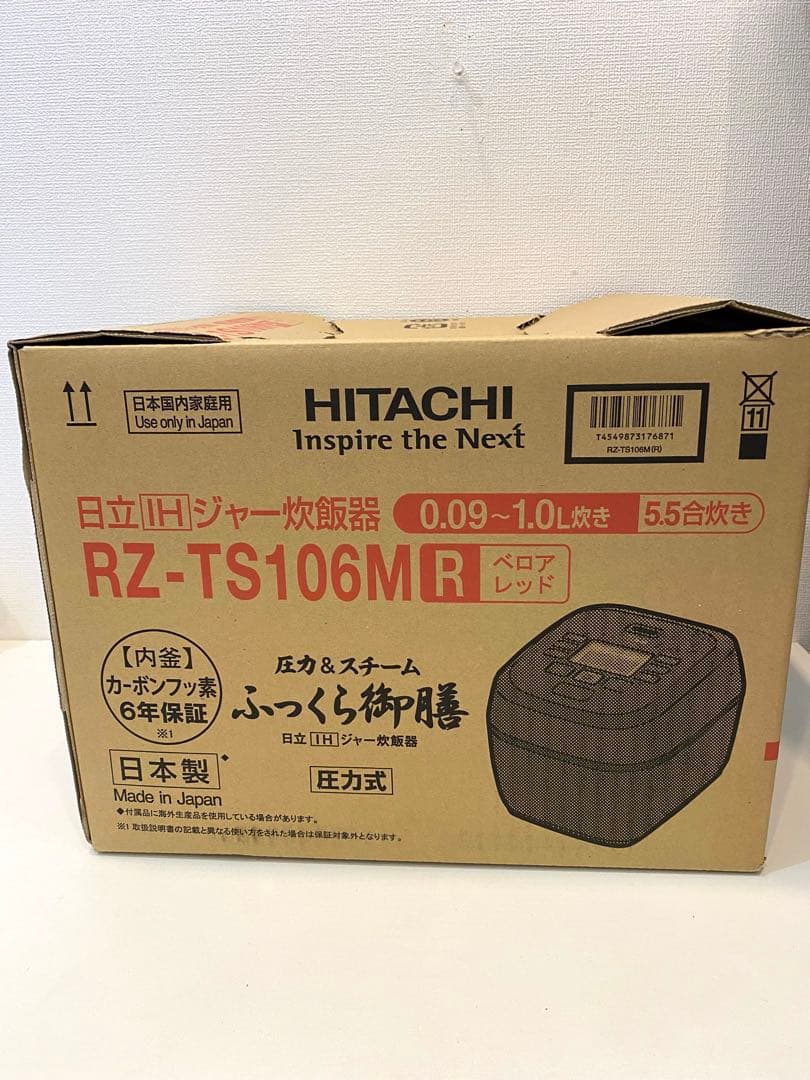 日本国内家庭用
Use only in Japan
HITACHI
Inspire the Next
T4549873176871
RZ-TS106M(R)
11
日立IHジャー炊飯器
0.09～1.0L炊き
5.5合炊き
RZ-TS106M R
ベロア
レッド
【内釜】
カーボンフッ素
6年保証
※1
圧力&スチーム
ふっくら御膳
日立IHジャー炊飯器
圧力式
日本製◆
Made in Japan
◆付属品に海外生産品を使用している場合があります。
※1 取扱説明書の記載と異なる使い方をされた場合は保証対象外となります。